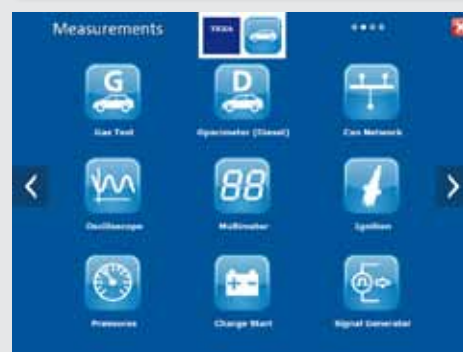 Measurements
TEXA
G
D
Gas Test
Opacimeter (Diesel)
Can Network
88
Oscilloscope
Multimeter
Ignition
Pressures
Charge Start
Signal Generator